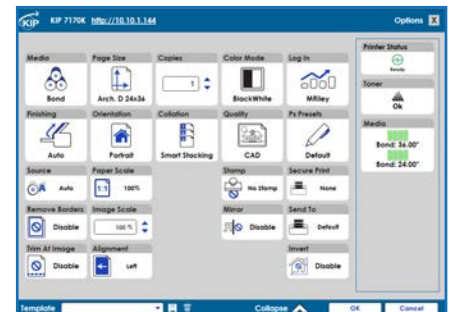 KIP KIP 7170K http://10.10.1.144 Options X
Media Page Size Copies Color Mode Log In
Bond Arch. D 24x36 1 BlackWhite MRiley
Finishing Orientation Collation Quality Ps Presets
Auto Portrait Smart Stacking CAD Default
Source Paper Scale Stamp Secure Print
Auto 1:1 100% No Stamp None
Remove Borders Image Scale Mirror Send To
Disable 100 % Disable Default
Trim At Image Alignment Invert
Disable Left Disable
Printer Status
Ready
Toner
Ok
Media
Bond: 36.00"
Bond: 24.00"
Template Collapse OK Cancel